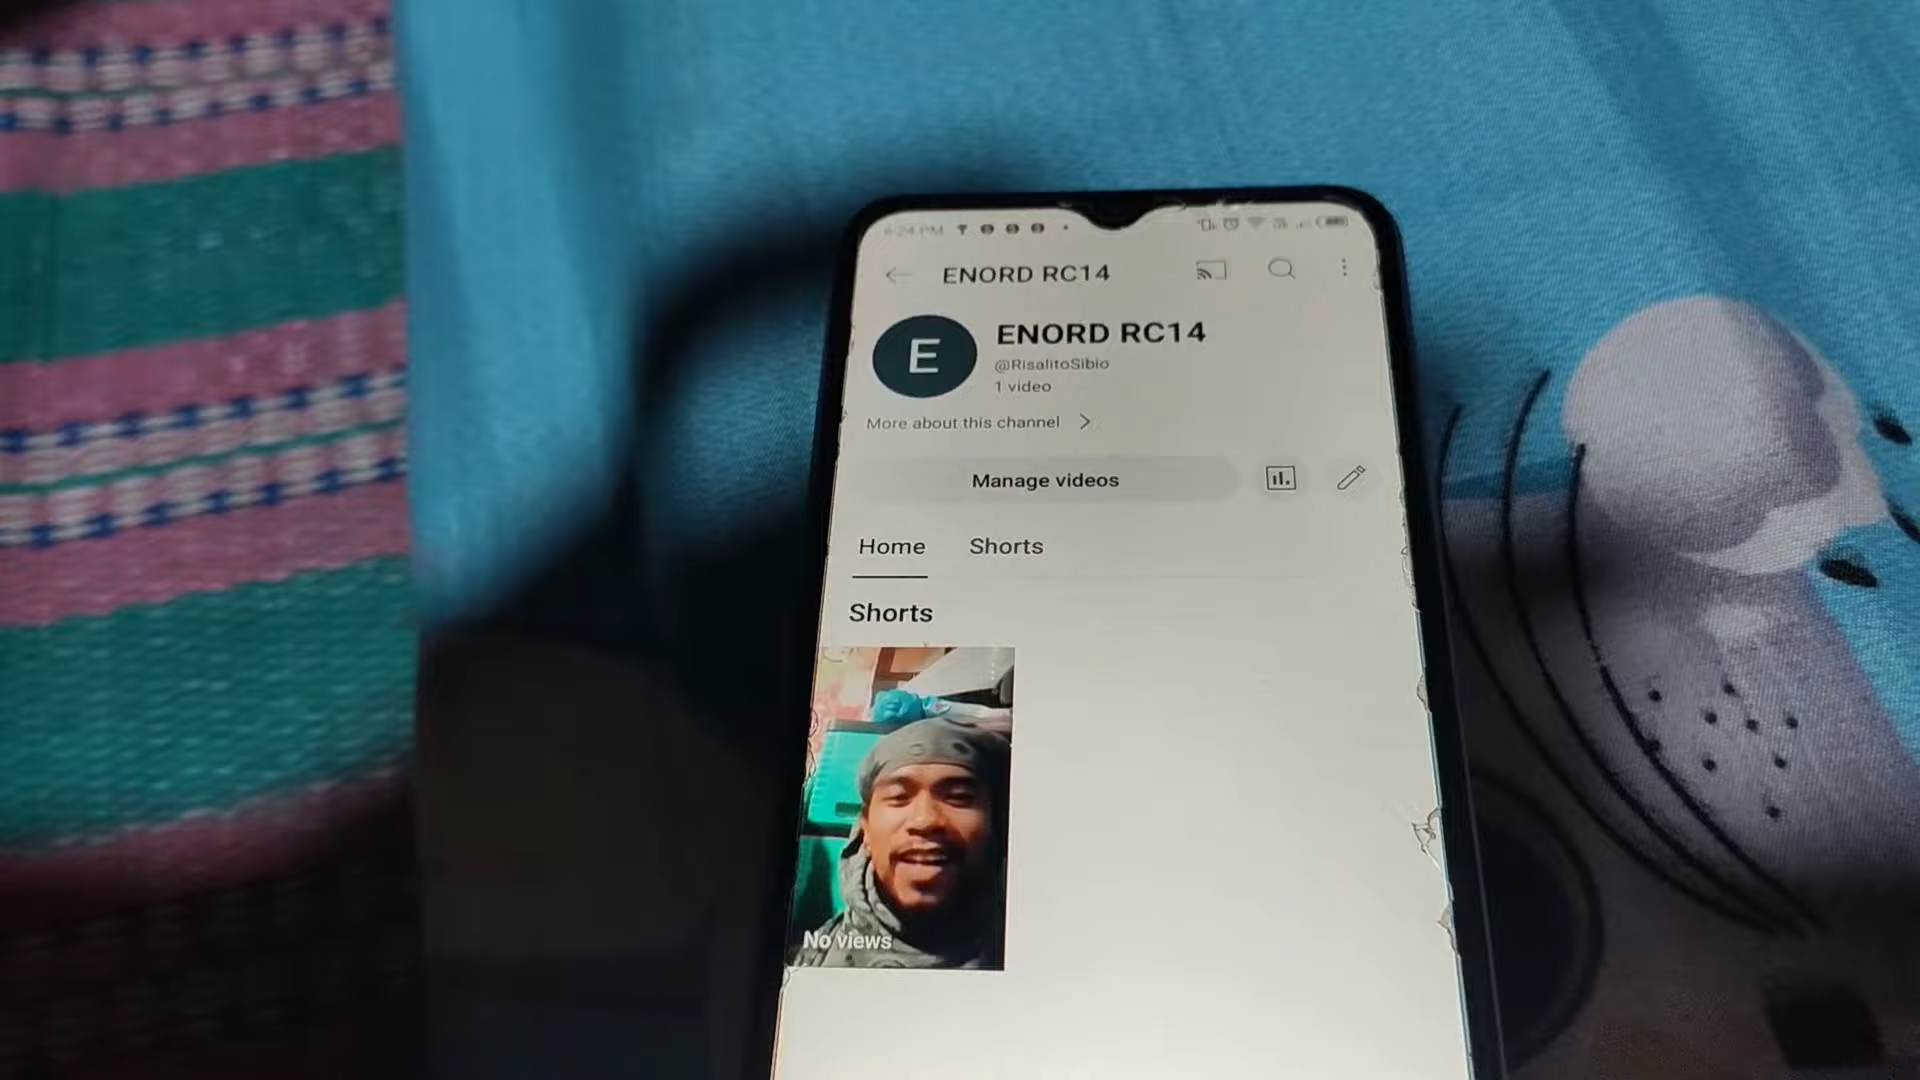 6:24 PM
ENORD RC14
E
ENORD RC14
@RisalitoSibio
1 video
More about this channel
Manage videos
Home Shorts
Shorts
No views